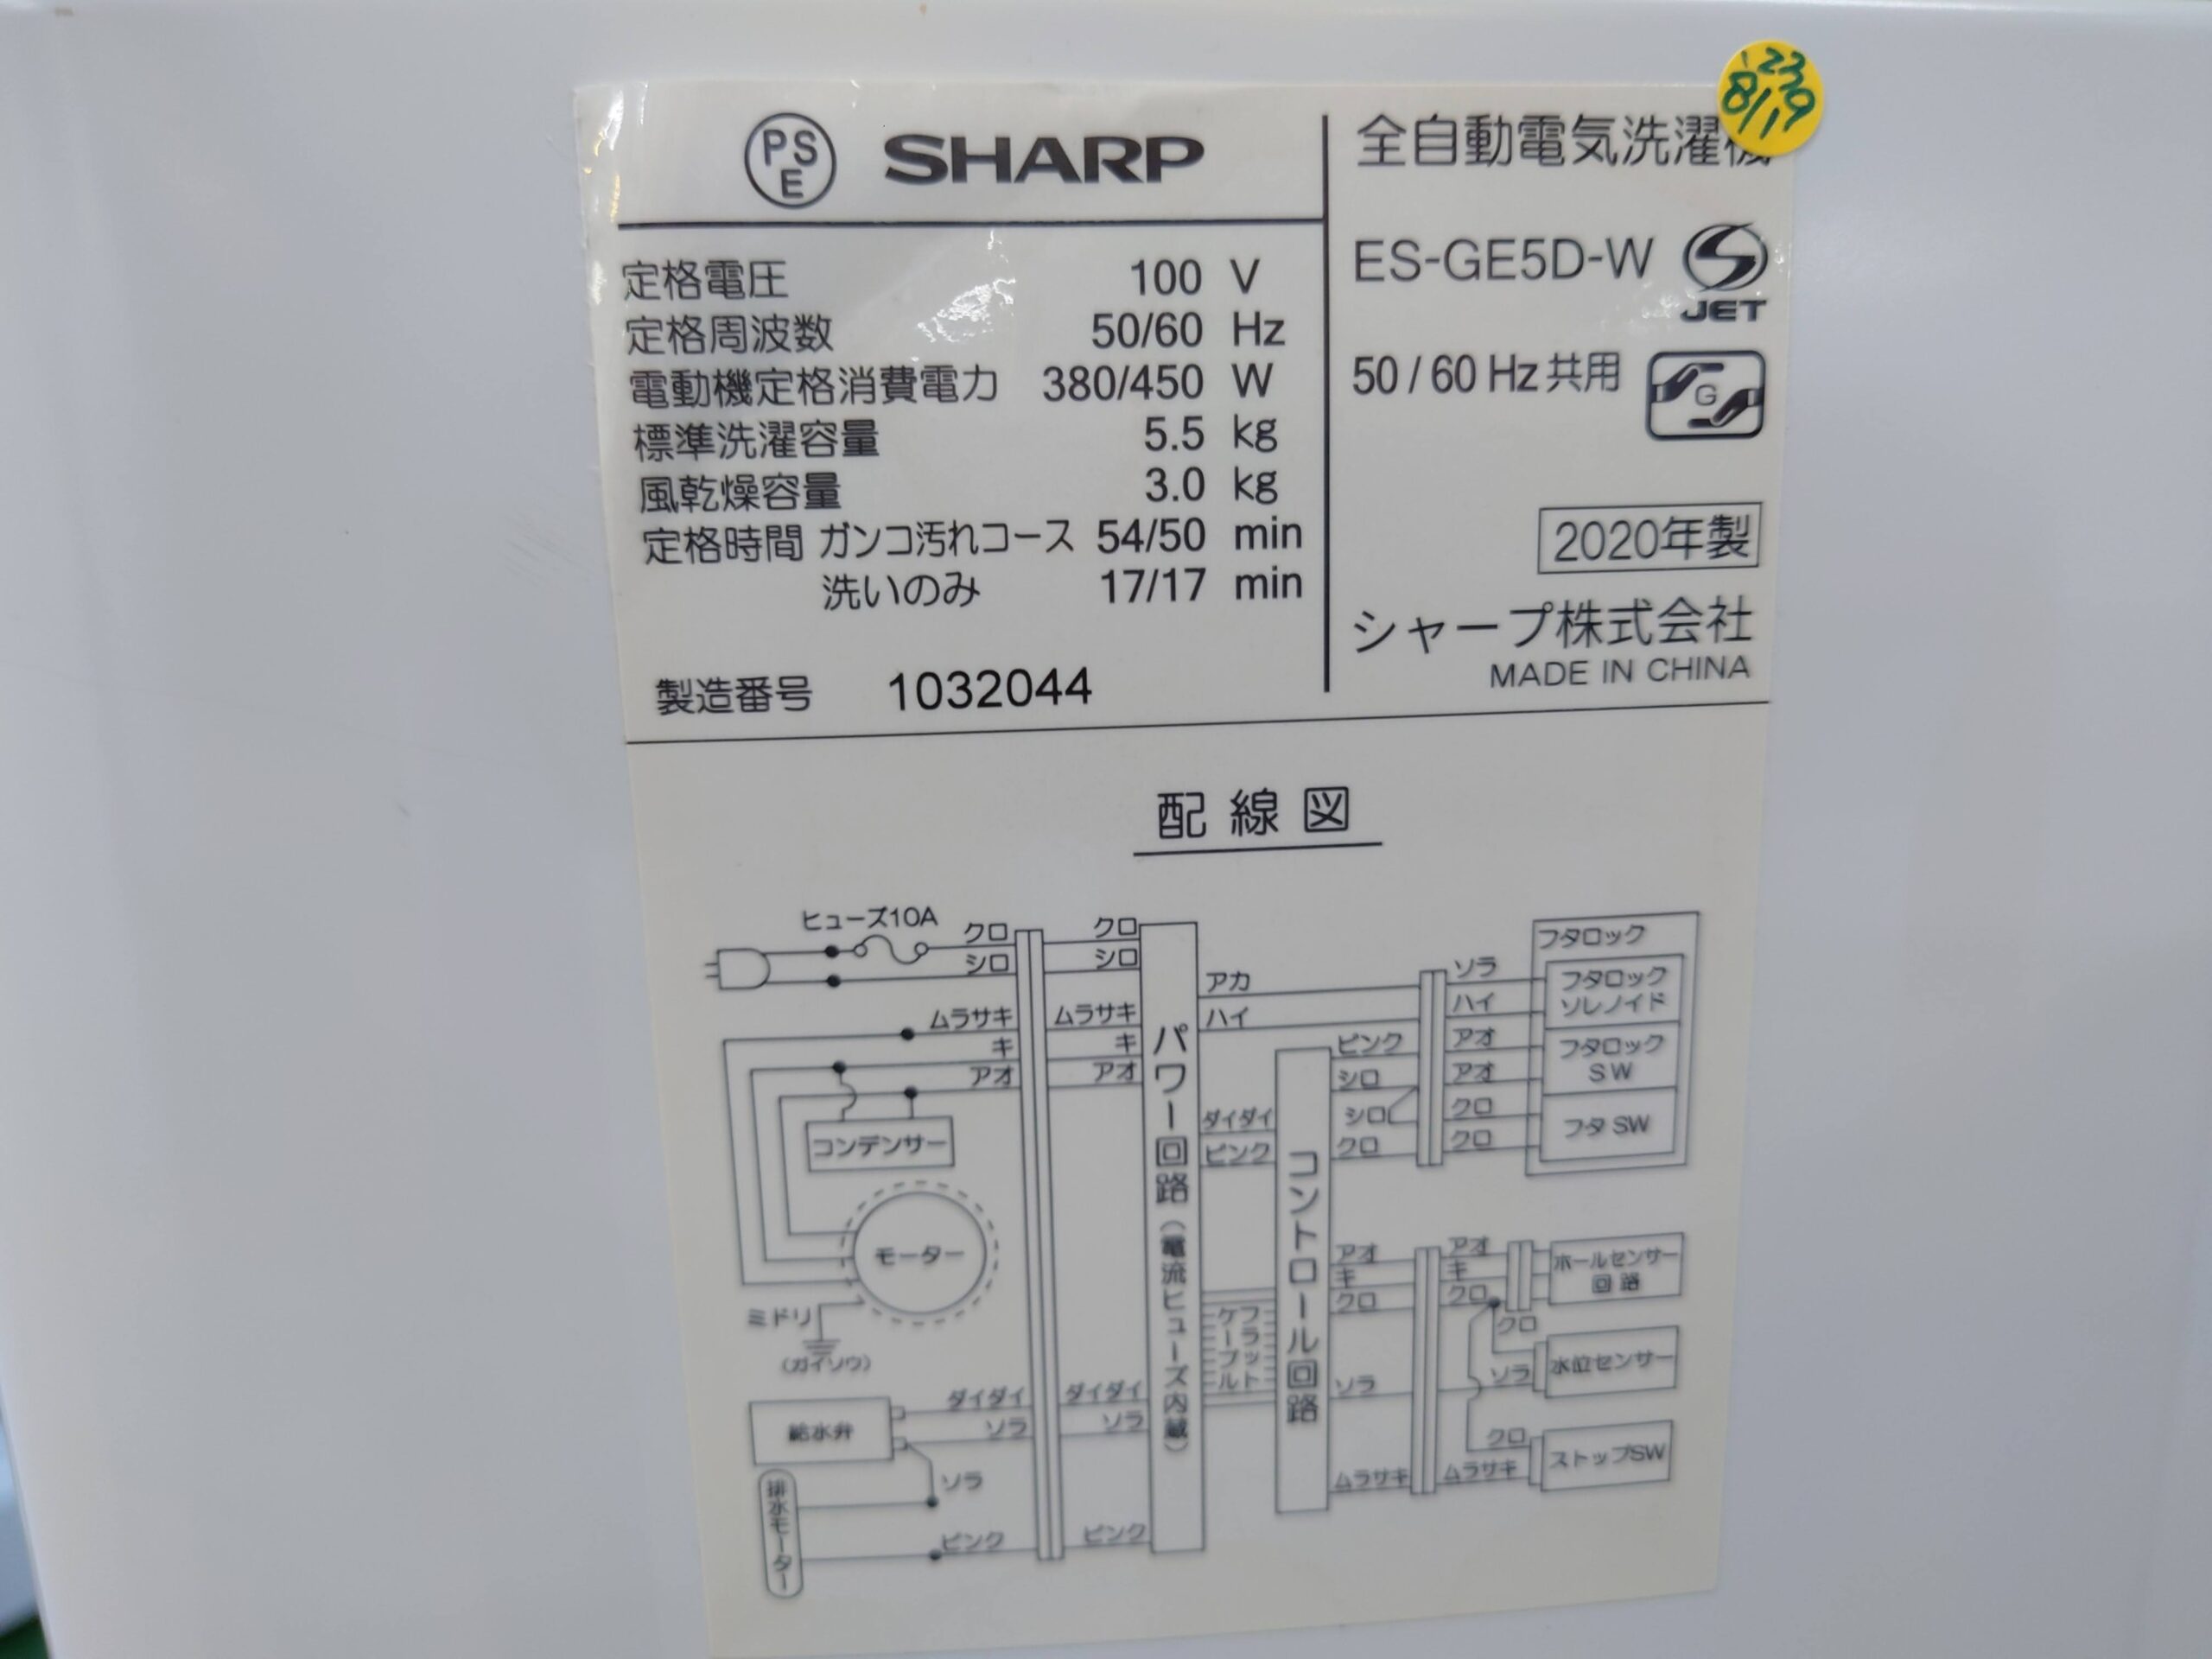 PSE SHARP
定格電圧 100 V
定格周波数 50/60 Hz
電動機定格消費電力 380/450 W
標準洗濯容量 5.5 kg
風乾燥容量 3.0 kg
定格時間 ガンコ汚れコース 54/50 min
洗いのみ 17/17 min
製造番号 1032044
'23
8/19
全自動電気洗濯機
ES-GE5D-W
S JET
50/60 Hz共用
G
2020年製
シャープ株式会社
MADE IN CHINA
配線図
ヒューズ10A
クロ
シロ
ムラサキ
キ
アオ
コンデンサー
モーター
ミドリ
(ガイソウ)
給水弁
ダイダイ
ソラ
ソラ
排水モーター
ピンク
クロ
シロ
ムラサキ
キ
アオ
ダイダイ
ソラ
ピンク
パワー回路(電流ヒューズ内蔵)
アカ
ハイ
ダイダイ
ピンク
フラット
ケーブル
コントロール回路
ピンク
シロ
シロ
クロ
アオ
キ
クロ
ソラ
ムラサキ
ソラ
ハイ
アオ
アオ
クロ
クロ
フタロック
フタロック
ソレノイド
フタロック
SW
フタ SW
アオ
キ
クロ
クロ
ソラ
クロ
ムラサキ
ホールセンサー
回路
水位センサー
ストップSW